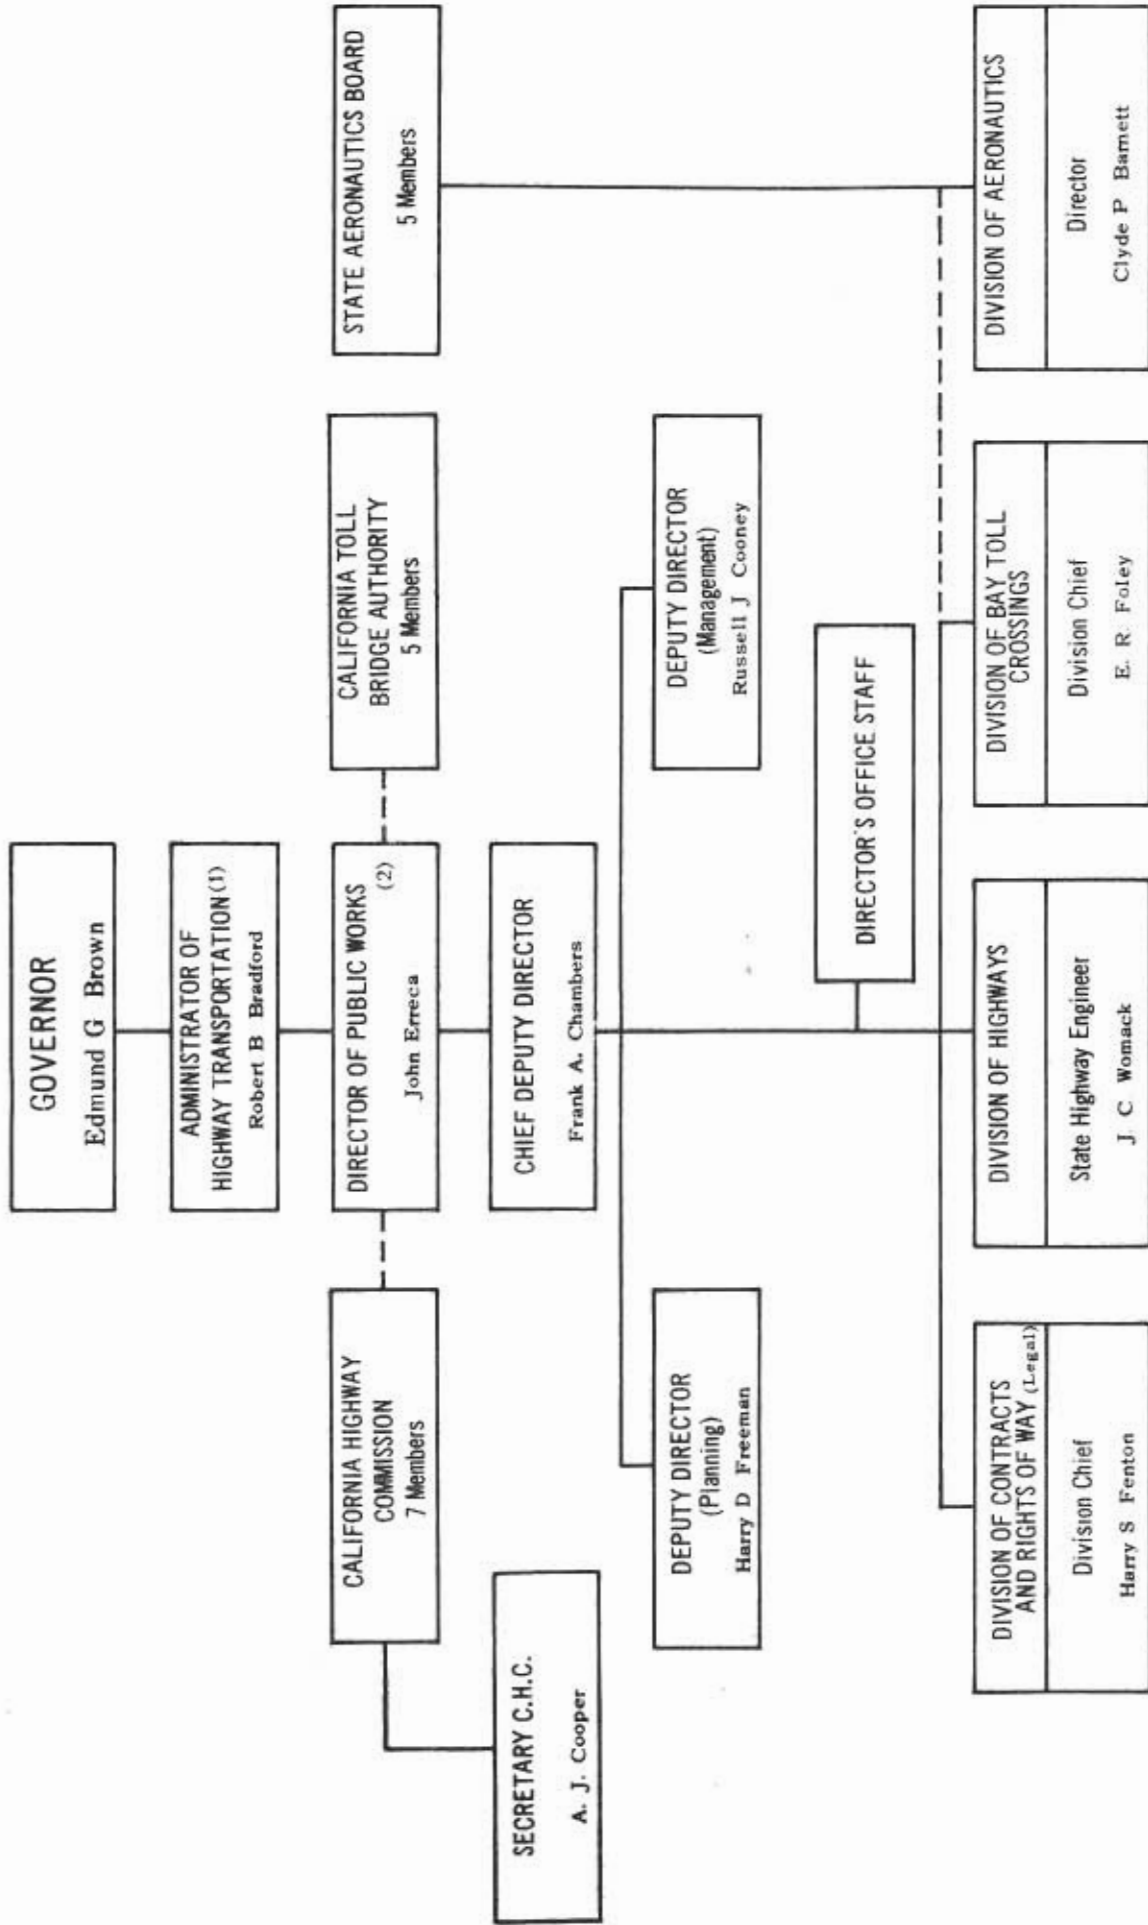 GOVERNOR
Edmund G Brown
ADMINISTRATOR OF
HIGHWAY TRANSPORTATION (1)
Robert B Bradford
CALIFORNIA HIGHWAY
COMMISSION
7 Members
DIRECTOR OF PUBLIC WORKS
(2)
John Erreca
CALIFORNIA TOLL
BRIDGE AUTHORITY
5 Members
STATE AERONAUTICS BOARD
5 Members
SECRETARY C.H.C.
A. J. Cooper
CHIEF DEPUTY DIRECTOR
Frank A. Chambers
DEPUTY DIRECTOR
(Planning)
Harry D Freeman
DEPUTY DIRECTOR
(Management)
Russell J Cooney
DIRECTOR'S OFFICE STAFF
DIVISION OF CONTRACTS
AND RIGHTS OF WAY (Legal)
Division Chief
Harry S Fenton
DIVISION OF HIGHWAYS
State Highway Engineer
J. C Womack
DIVISION OF BAY TOLL
CROSSINGS
Division Chief
E. R. Foley
DIVISION OF AERONAUTICS
Director
Clyde P Barnett